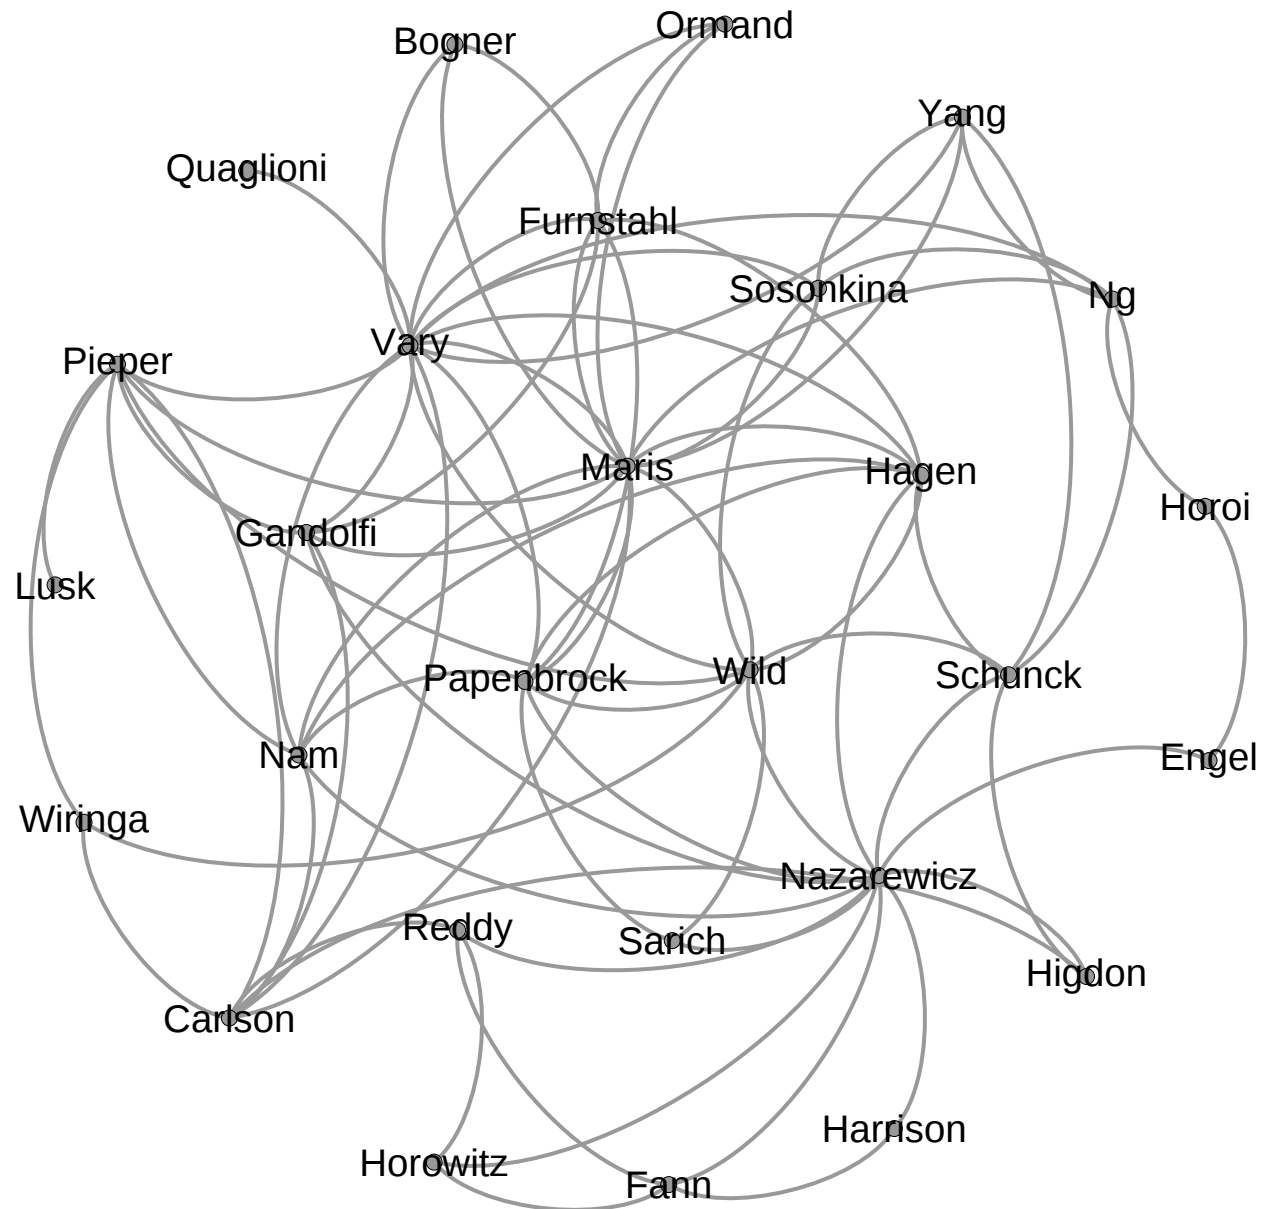 Ormand
Bogner
Yang
Quaglioni
Furnstahl
Sosonkina
Ng
Vary
Pieper
Maris
Hagen
Horoi
Gandolfi
Lusk
Papenbrock
Wild
Schunck
Nam
Engel
Wiringa
Nazarewicz
Reddy
Sarich
Higdon
Carlson
Harrison
Horowitz
Fann